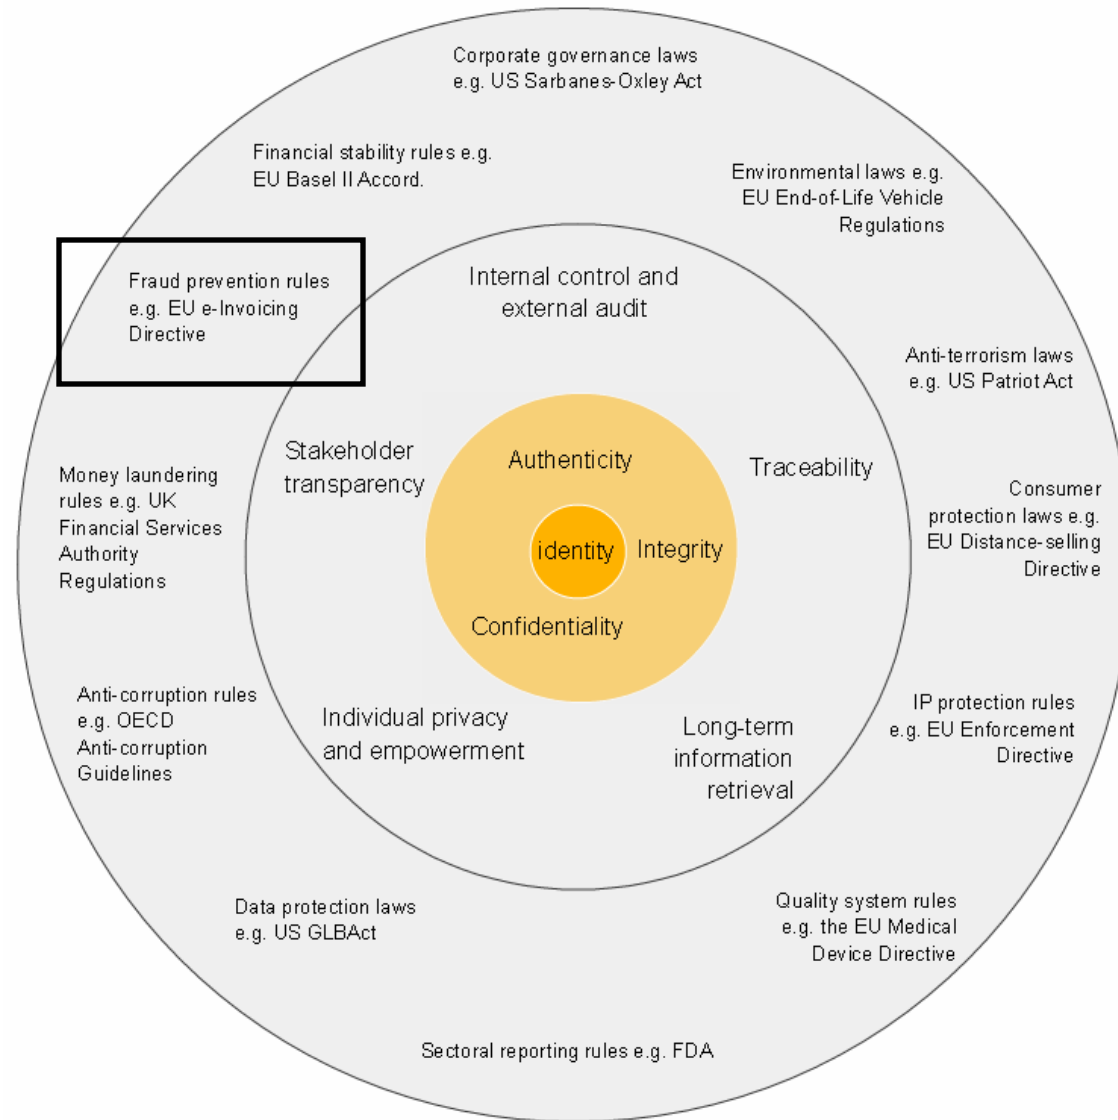 Corporate governance laws
e.g. US Sarbanes-Oxley Act
Financial stability rules e.g.
EU Basel II Accord.
Environmental laws e.g.
EU End-of-Life Vehicle
Regulations
Fraud prevention rules
e.g. EU e-Invoicing
Directive
Internal control and
external audit
Anti-terrorism laws
e.g. US Patriot Act
Stakeholder
transparency
Authenticity
Traceability
Money laundering
rules e.g. UK
Financial Services
Authority
Regulations
Consumer
protection laws e.g.
EU Distance-selling
Directive
identity
Integrity
Confidentiality
Anti-corruption rules
e.g. OECD
Anti-corruption
Guidelines
Individual privacy
and empowerment
Long-term
information
retrieval
IP protection rules
e.g. EU Enforcement
Directive
Data protection laws
e.g. US GLBAct
Quality system rules
e.g. the EU Medical
Device Directive
Sectoral reporting rules e.g. FDA